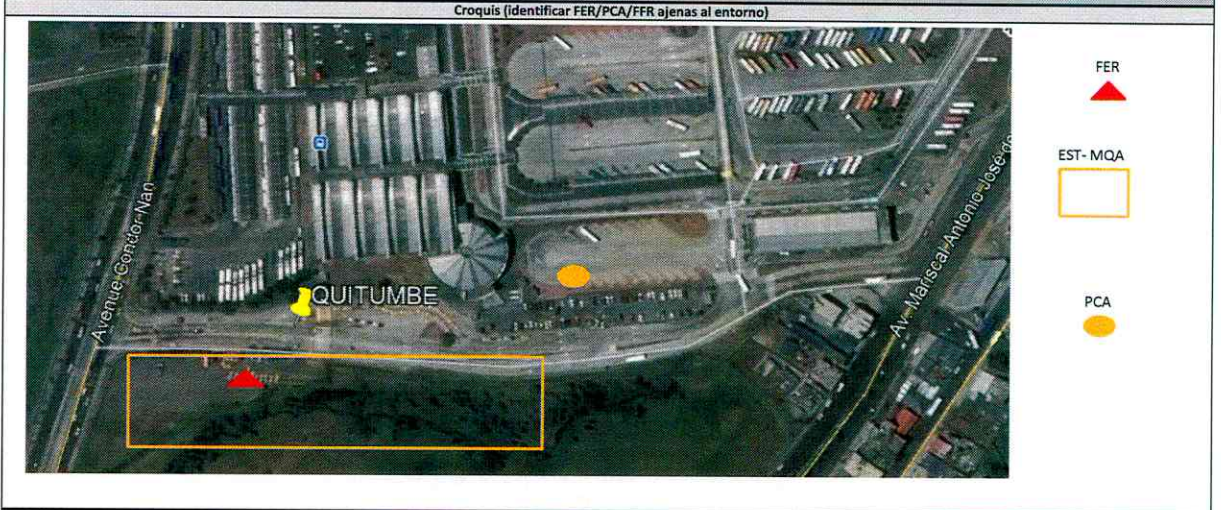 Croquis (identificar FER/PCA/FFR ajenas al entorno)
FER
EST- MQA
PCA
Avenue Condor Nan
QUITUMBE
Av. Mariscal Antonio José de